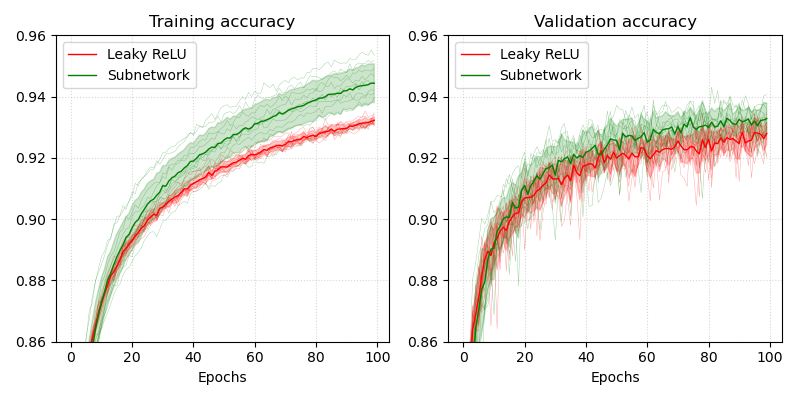 Training accuracy
0.96
0.94
0.92
0.90
0.88
0.86
Leaky ReLU
Subnetwork
0 20 40 60 80 100
Epochs
Validation accuracy
0.96
0.94
0.92
0.90
0.88
0.86
Leaky ReLU
Subnetwork
0 20 40 60 80 100
Epochs